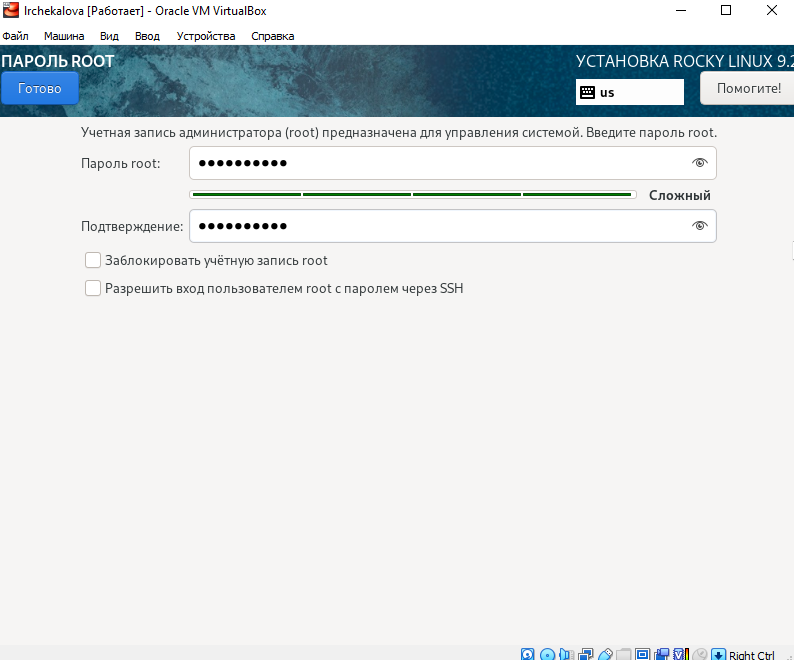 Irchekalova [Работает] - Oracle VM VirtualBox
Файл Машина Вид Ввод Устройства Справка
ПАРОЛЬ ROOT
УСТАНОВКА ROCKY LINUX 9.2
Готово
us
Помогите!
Учетная запись администратора (root) предназначена для управления системой. Введите пароль root.
Пароль root: ●●●●●●●●●●
Сложный
Подтверждение: ●●●●●●●●●●
Заблокировать учётную запись root
Разрешить вход пользователем root с паролем через SSH
Right Ctrl